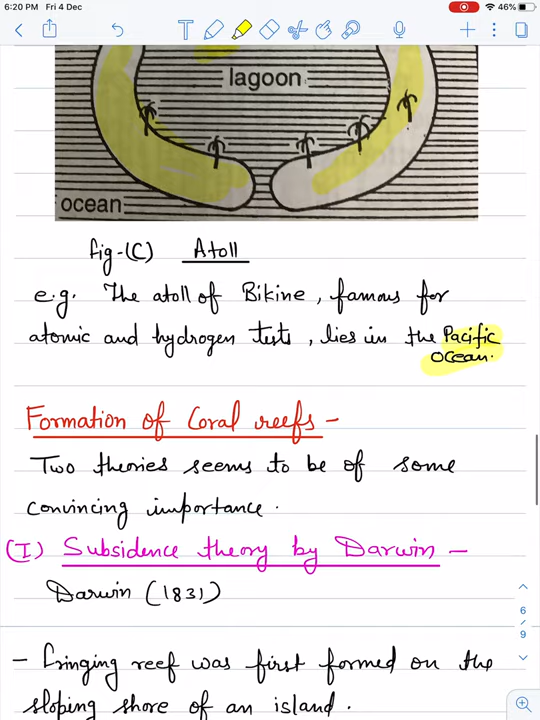 6:20 PM Fri 4 Dec 46%
lagoon
ocean
fig-(C) Atoll
e.g. The atoll of Bikine, famous for
atomic and hydrogen tests, lies in the Pacific
Ocean.
Formation of Coral reefs -
Two theories seems to be of some
convincing importance.
(I) Subsidence theory by Darwin -
Darwin (1831)
6
/
9
- Fringing reef was first formed on the
sloping shore of an island.